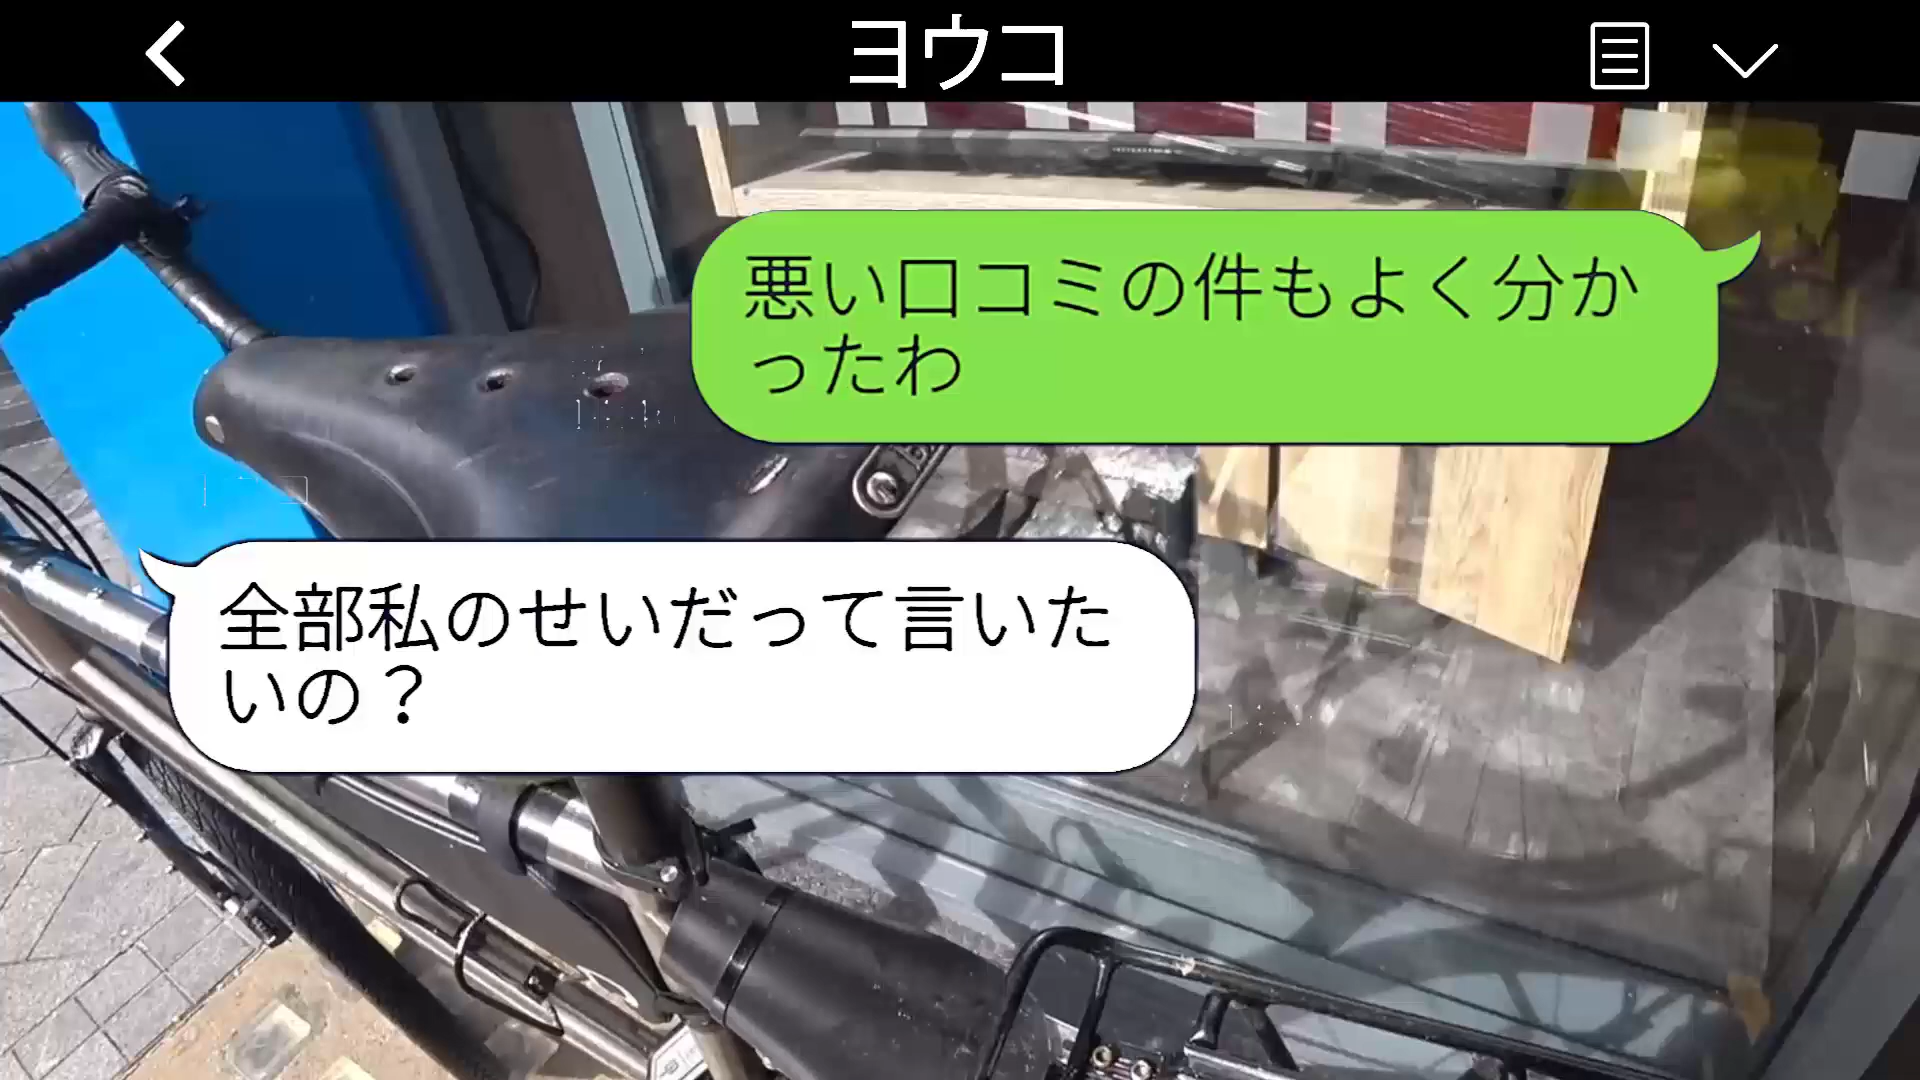 ヨウコ
悪い口コミの件もよく分か
ったわ
全部私のせいだって言いた
いの？